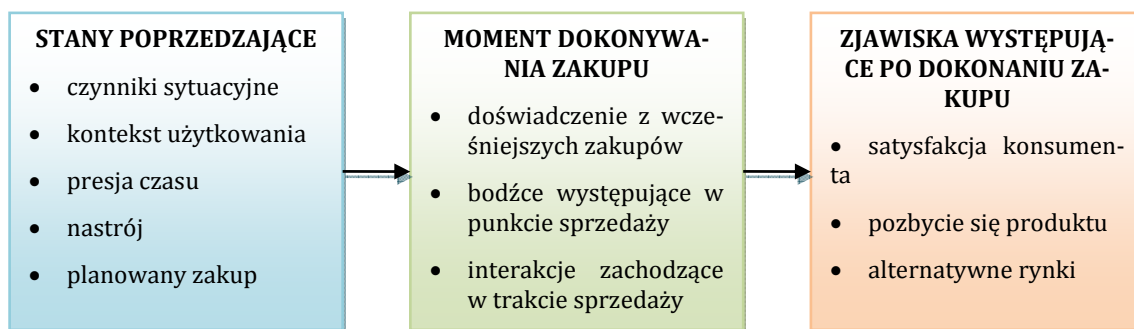 STANY POPRZEDZAJĄCE
• czynniki sytuacyjne
• kontekst użytkowania
• presja czasu
• nastrój
• planowany zakup
MOMENT DOKONYWA-
NIA ZAKUPU
• doświadczenie z wcze-
śniejszych zakupów
• bodźce występujące w
punkcie sprzedaży
• interakcje zachodzące
w trakcie sprzedaży
ZJAWISKA WYSTĘPUJĄ-
CE PO DOKONANIU ZA-
KUPU
• satysfakcja konsumen-
ta
• pozbycie się produktu
• alternatywne rynki